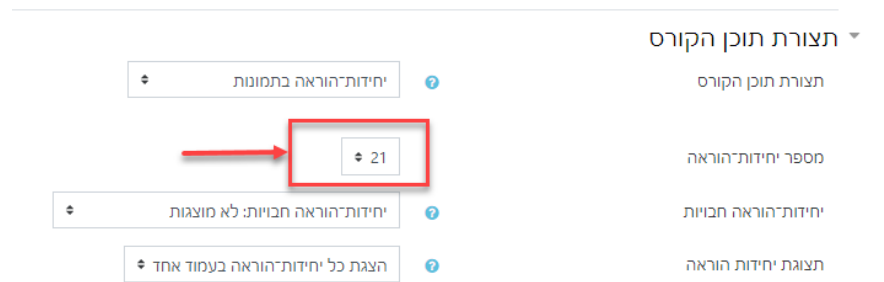 תצורת תוכן הקורס
תצורת תוכן הקורס
יחידות־הוראה בתמונות
מספר יחידות־הוראה
21
יחידות־הוראה חבויות
יחידות־הוראה חבויות: לא מוצגות
תצוגת יחידות הוראה
הצגת כל יחידות־הוראה בעמוד אחד